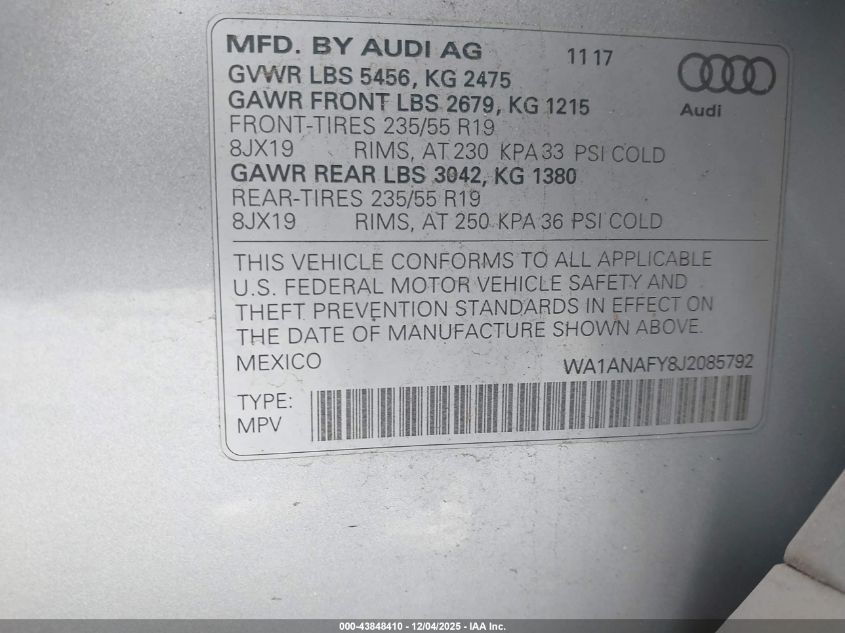 MFD. BY AUDI AG 11 17
GVWR LBS 5456, KG 2475
GAWR FRONT LBS 2679, KG 1215
Audi
FRONT-TIRES 235/55 R19
8JX19 RIMS, AT 230 KPA 33 PSI COLD
GAWR REAR LBS 3042, KG 1380
REAR-TIRES 235/55 R19
8JX19 RIMS, AT 250 KPA 36 PSI COLD
THIS VEHICLE CONFORMS TO ALL APPLICABLE
U.S. FEDERAL MOTOR VEHICLE SAFETY AND
THEFT PREVENTION STANDARDS IN EFFECT ON
THE DATE OF MANUFACTURE SHOWN ABOVE.
MEXICO WA1ANAFY8J2085792
TYPE:
MPV
000-43848410 - 12/04/2025 - IAA Inc.